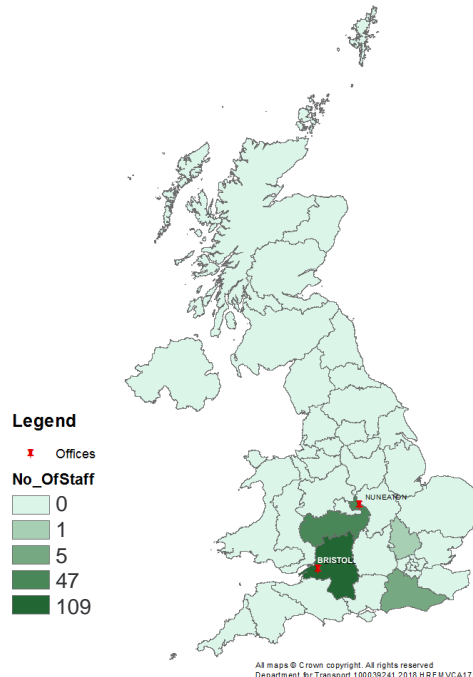 NUNEATON
BRISTOL
Legend
Offices
No_OfStaff
0
1
5
47
109
All maps © Crown copyright. All rights reserved
Department for Transport 100039241 2018 HREMVCA17